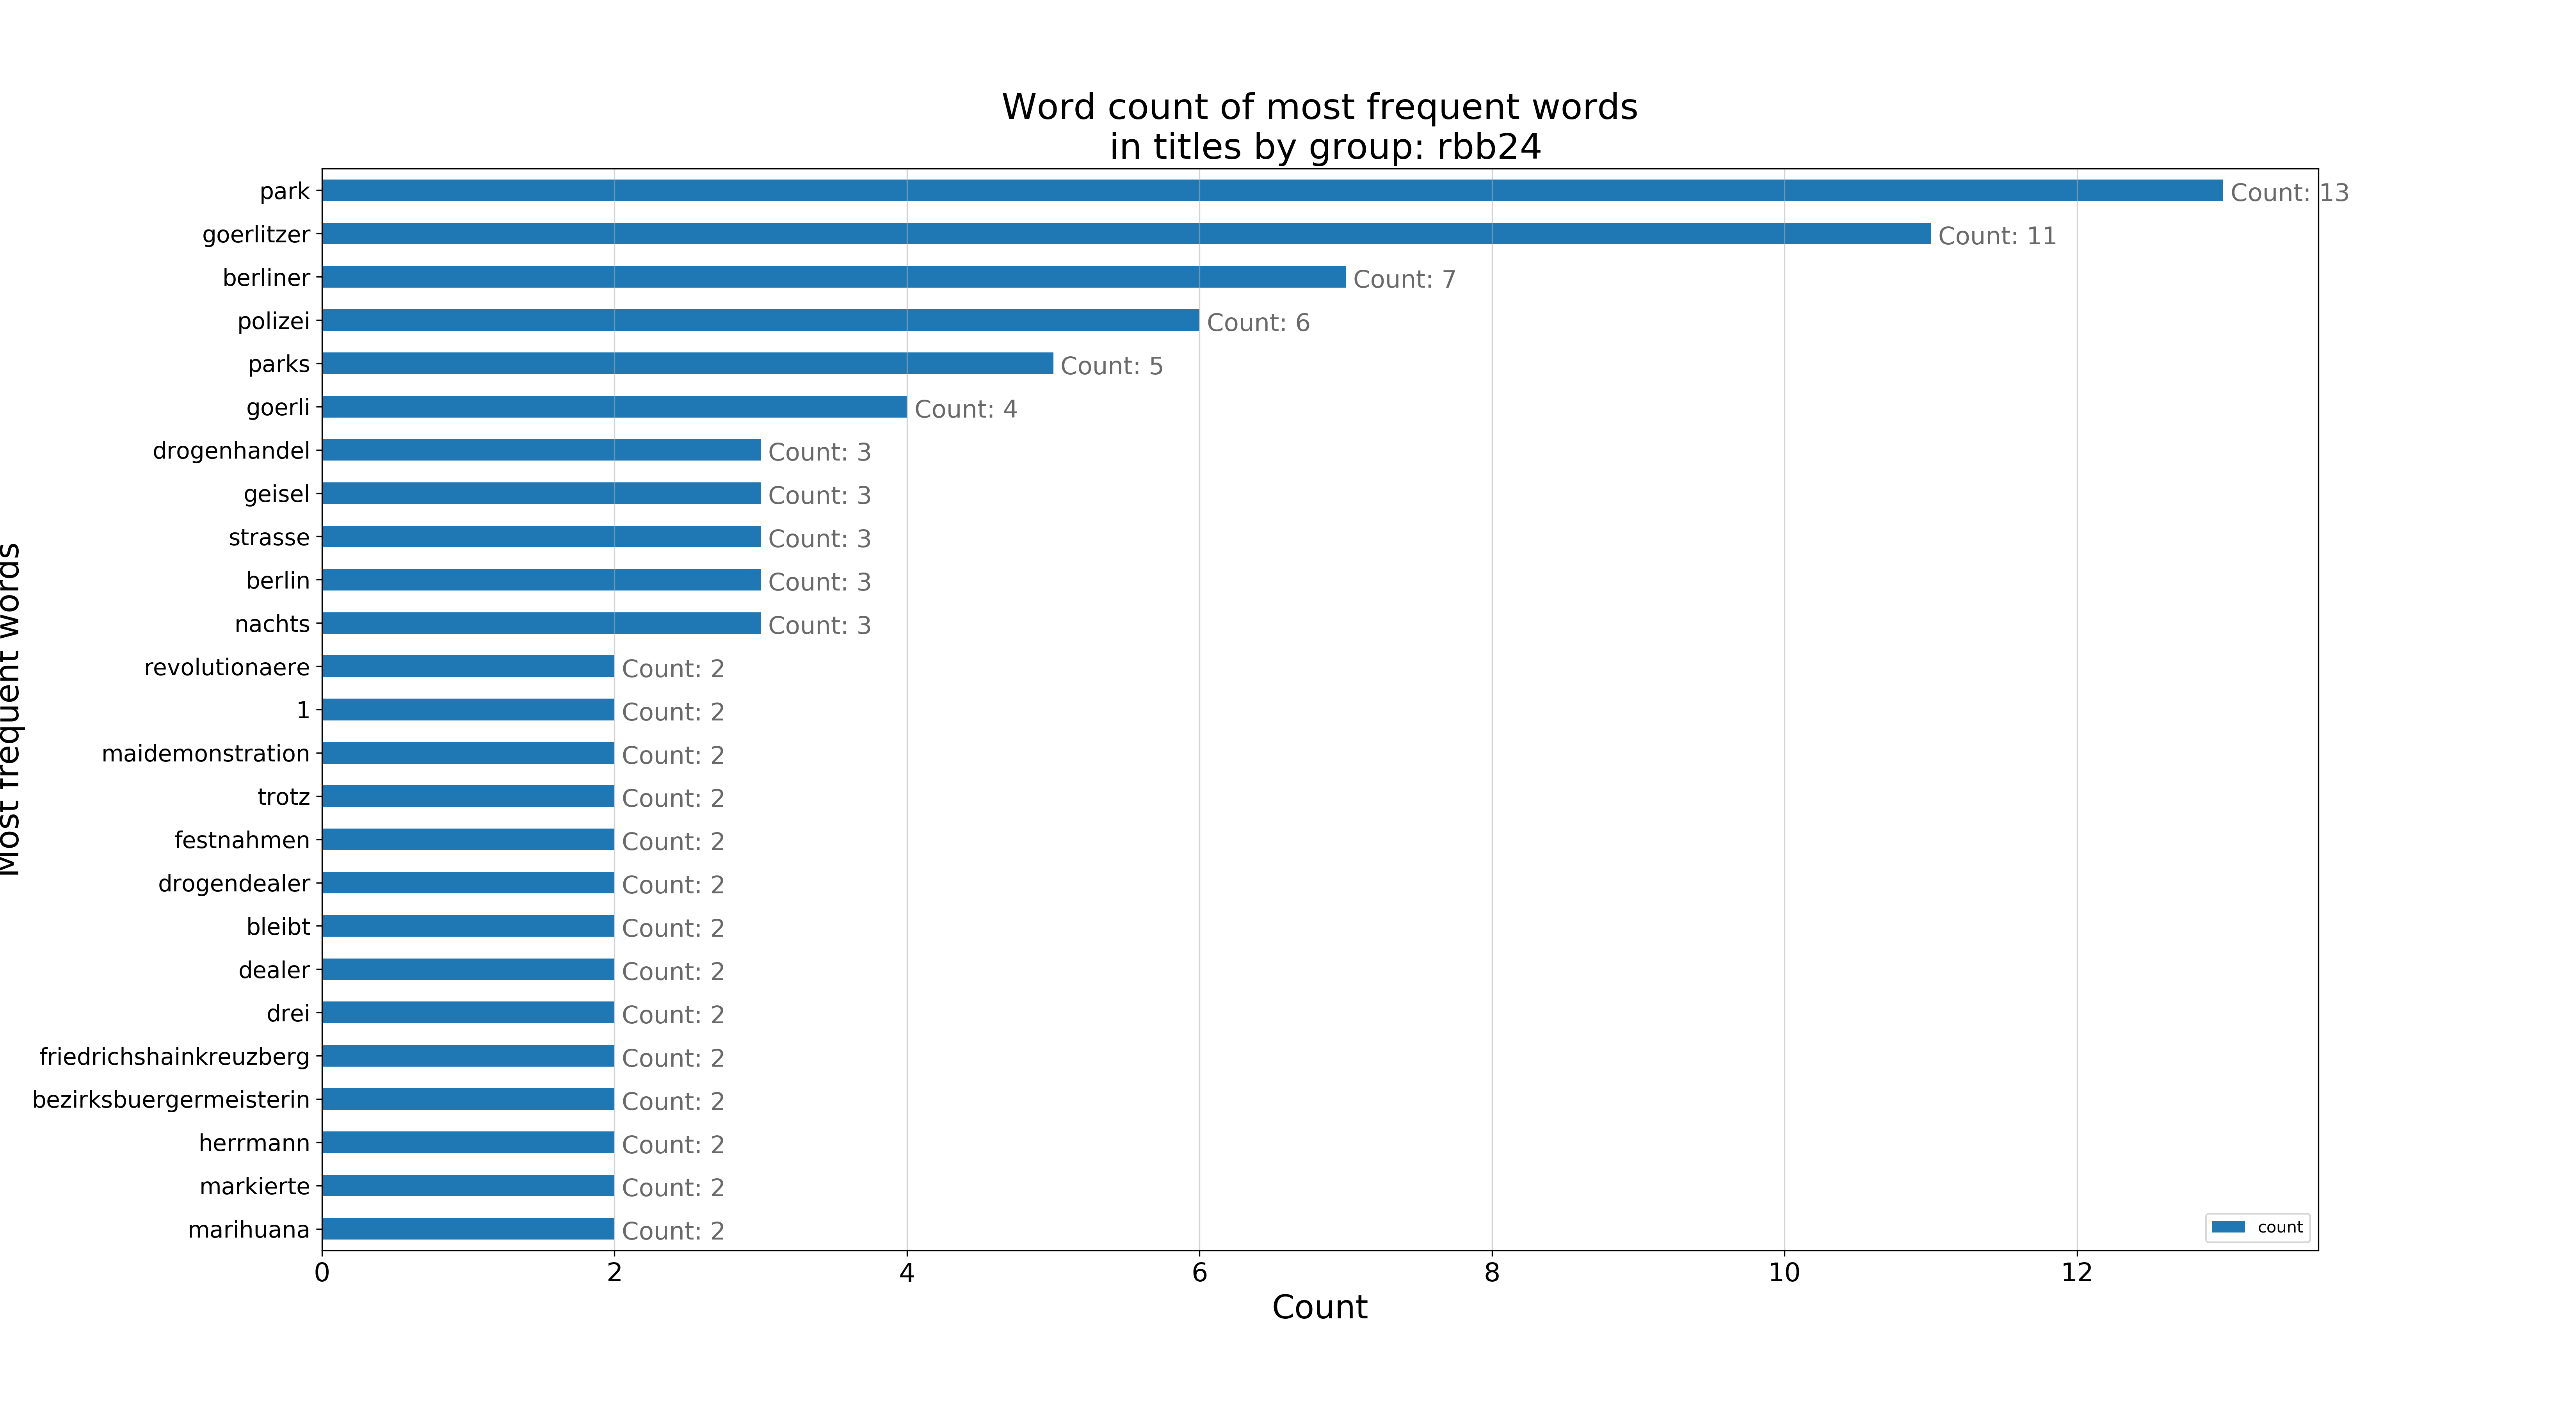 Word count of most frequent words
in titles by group: rbb24
Most frequent words
park Count: 13
goerlitzer Count: 11
berliner Count: 7
polizei Count: 6
parks Count: 5
goerli Count: 4
drogenhandel Count: 3
geisel Count: 3
strasse Count: 3
berlin Count: 3
nachts Count: 3
revolutionaere Count: 2
1 Count: 2
maidemonstration Count: 2
trotz Count: 2
festnahmen Count: 2
drogendealer Count: 2
bleibt Count: 2
dealer Count: 2
drei Count: 2
friedrichshainkreuzberg Count: 2
bezirksbuergermeisterin Count: 2
herrmann Count: 2
markierte Count: 2
marihuana Count: 2
count
0 2 4 6 8 10 12
Count